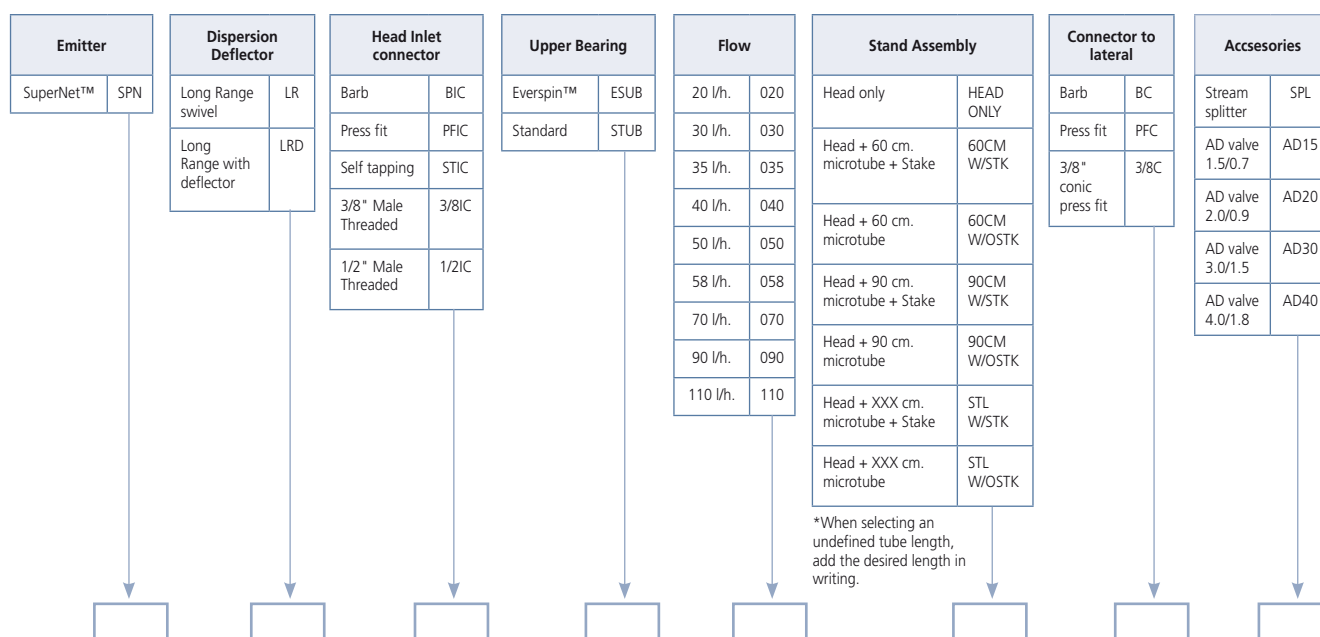 Emitter
SuperNet™ SPN
Dispersion
Deflector
Long Range
swivel
LR
Long
Range with
deflector
LRD
Head Inlet
connector
Barb BIC
Press fit PFIC
Self tapping STIC
3/8" Male
Threaded
3/8IC
1/2" Male
Threaded
1/2IC
Upper Bearing
Everspin™ ESUB
Standard STUB
Flow
20 l/h. 020
30 l/h. 030
35 l/h. 035
40 l/h. 040
50 l/h. 050
58 l/h. 058
70 l/h. 070
90 l/h. 090
110 l/h. 110
Stand Assembly
Head only
HEAD
ONLY
Head + 60 cm.
microtube + Stake
60CM
W/STK
Head + 60 cm.
microtube
60CM
W/OSTK
Head + 90 cm.
microtube + Stake
90CM
W/STK
Head + 90 cm.
microtube
90CM
W/OSTK
Head + XXX cm.
microtube + Stake
STL
W/STK
Head + XXX cm.
microtube
STL
W/OSTK
*When selecting an
undefined tube length,
add the desired length in
writing.
Connector to
lateral
Barb BC
Press fit PFC
3/8"
conic
press fit
3/8C
Accsesories
Stream
splitter
SPL
AD valve
1.5/0.7
AD15
AD valve
2.0/0.9
AD20
AD valve
3.0/1.5
AD30
AD valve
4.0/1.8
AD40